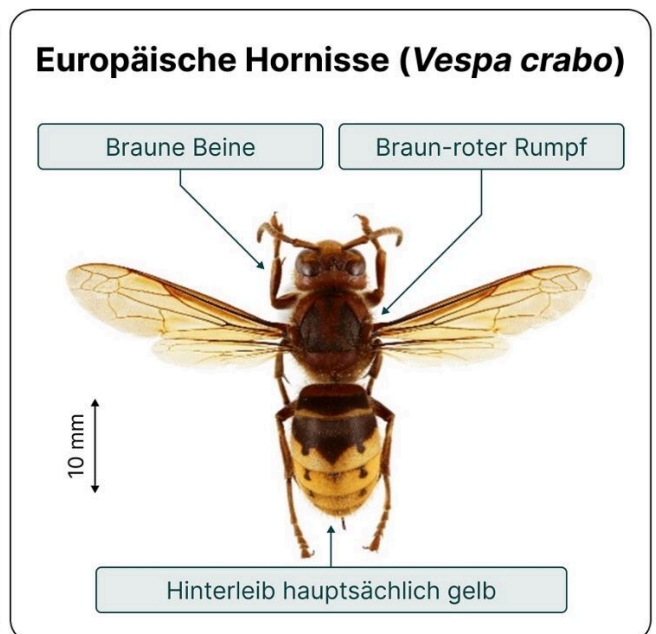 Europäische Hornisse (Vespa crabo)
Braune Beine
Braun-roter Rumpf
10 mm
Hinterleib hauptsächlich gelb